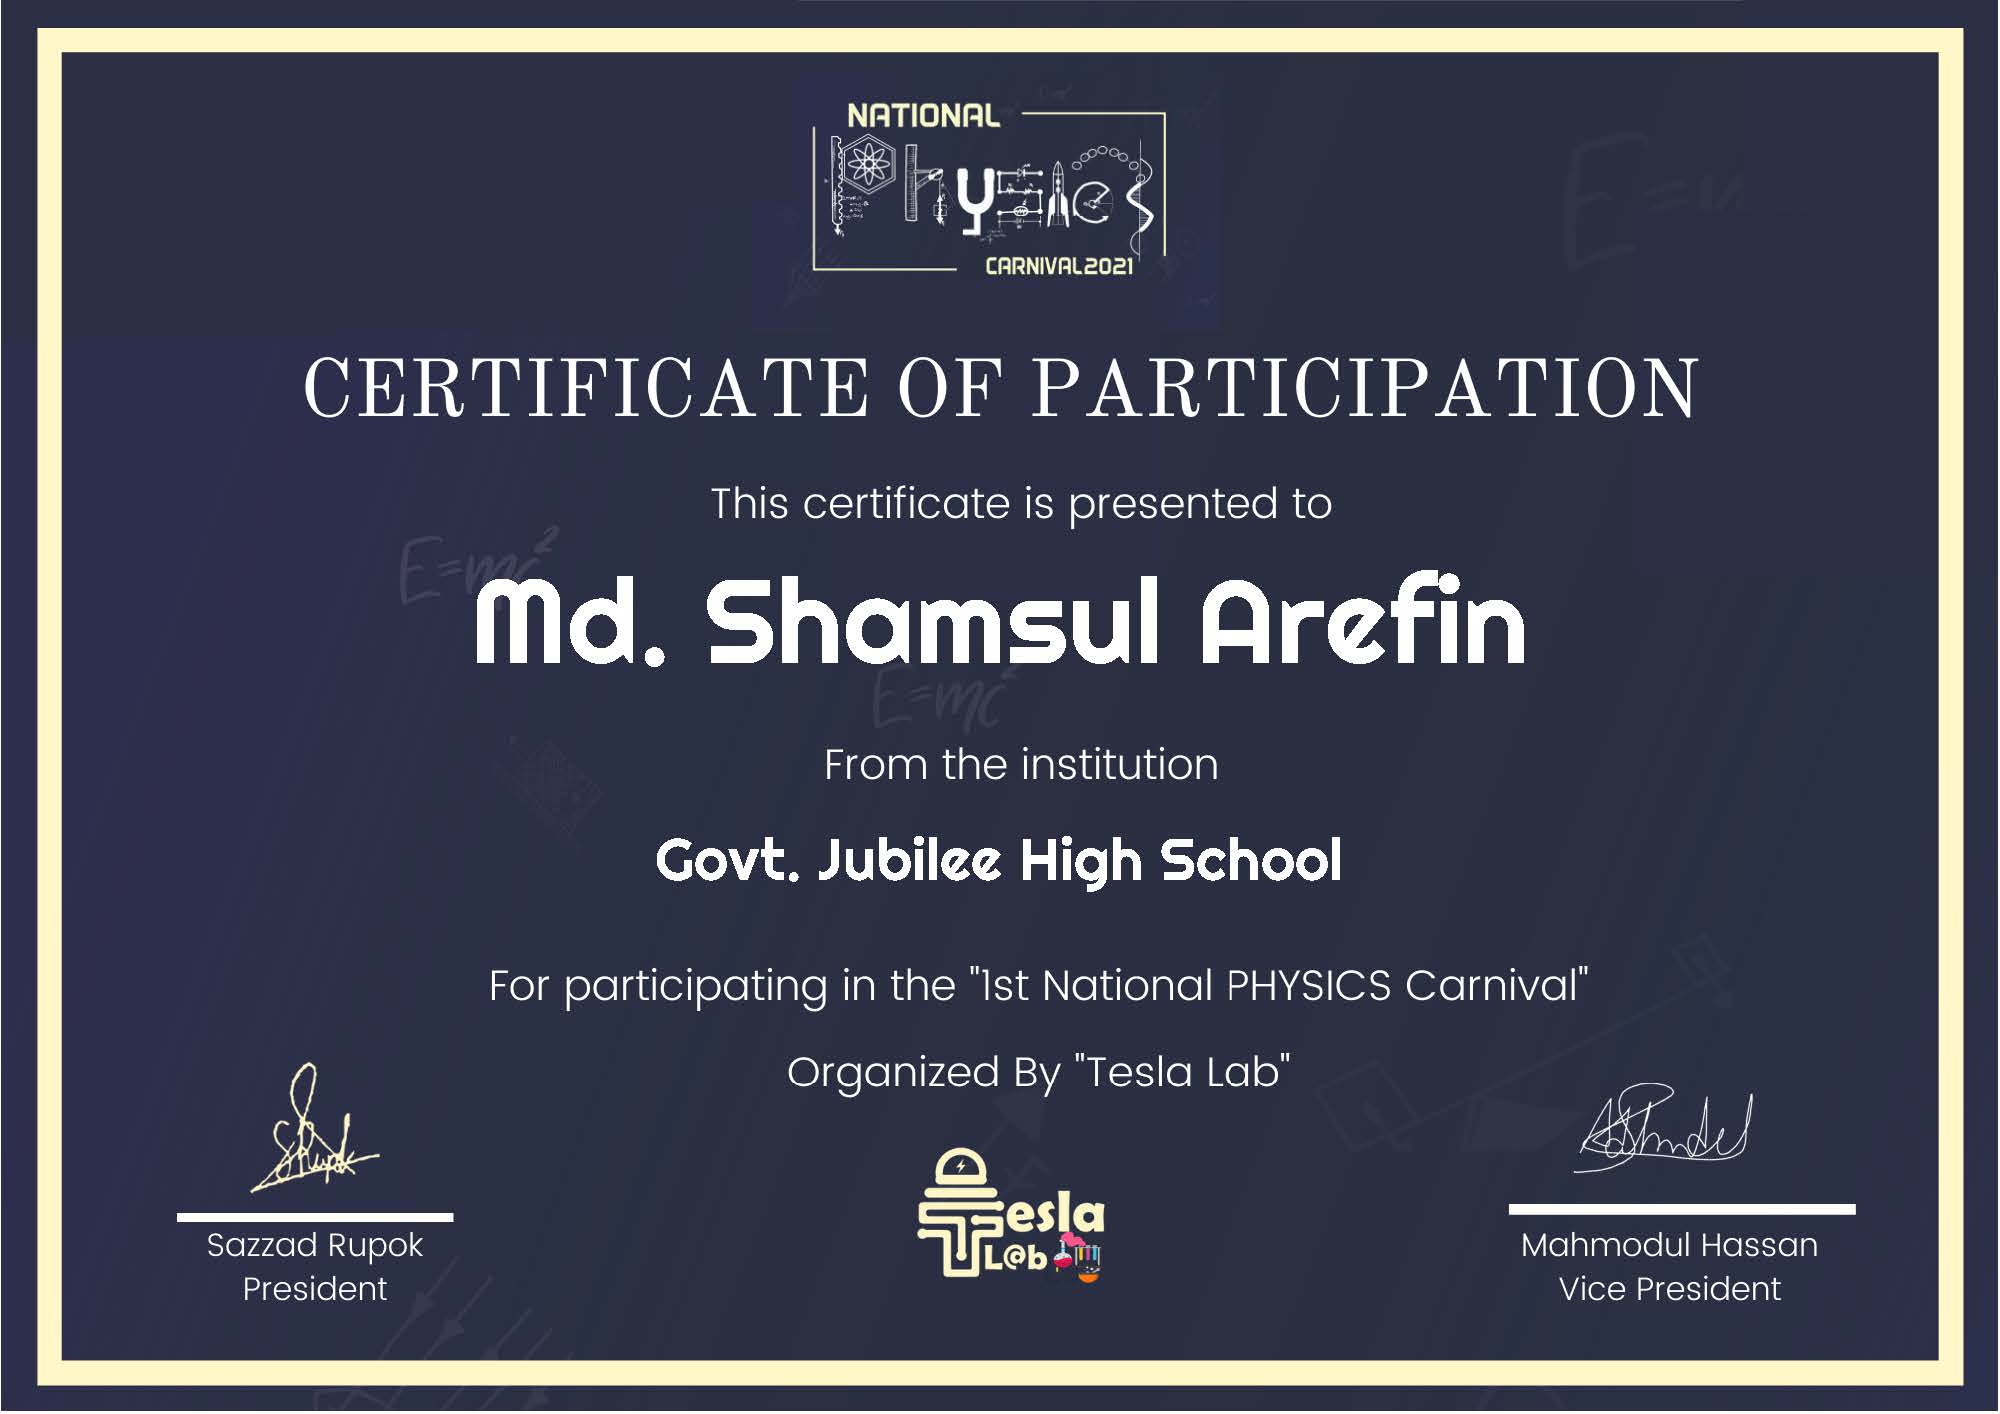 NATIONAL
Physics
CARNIVAL2021
CERTIFICATE OF PARTICIPATION
This certificate is presented to
E=mc²
Md. Shamsul Arefin
E=mc²
From the institution
Govt. Jubilee High School
For participating in the "1st National PHYSICS Carnival"
Organized By "Tesla Lab"
Tesla
L@b
Sazzad Rupok
President
Mahmodul Hassan
Vice President